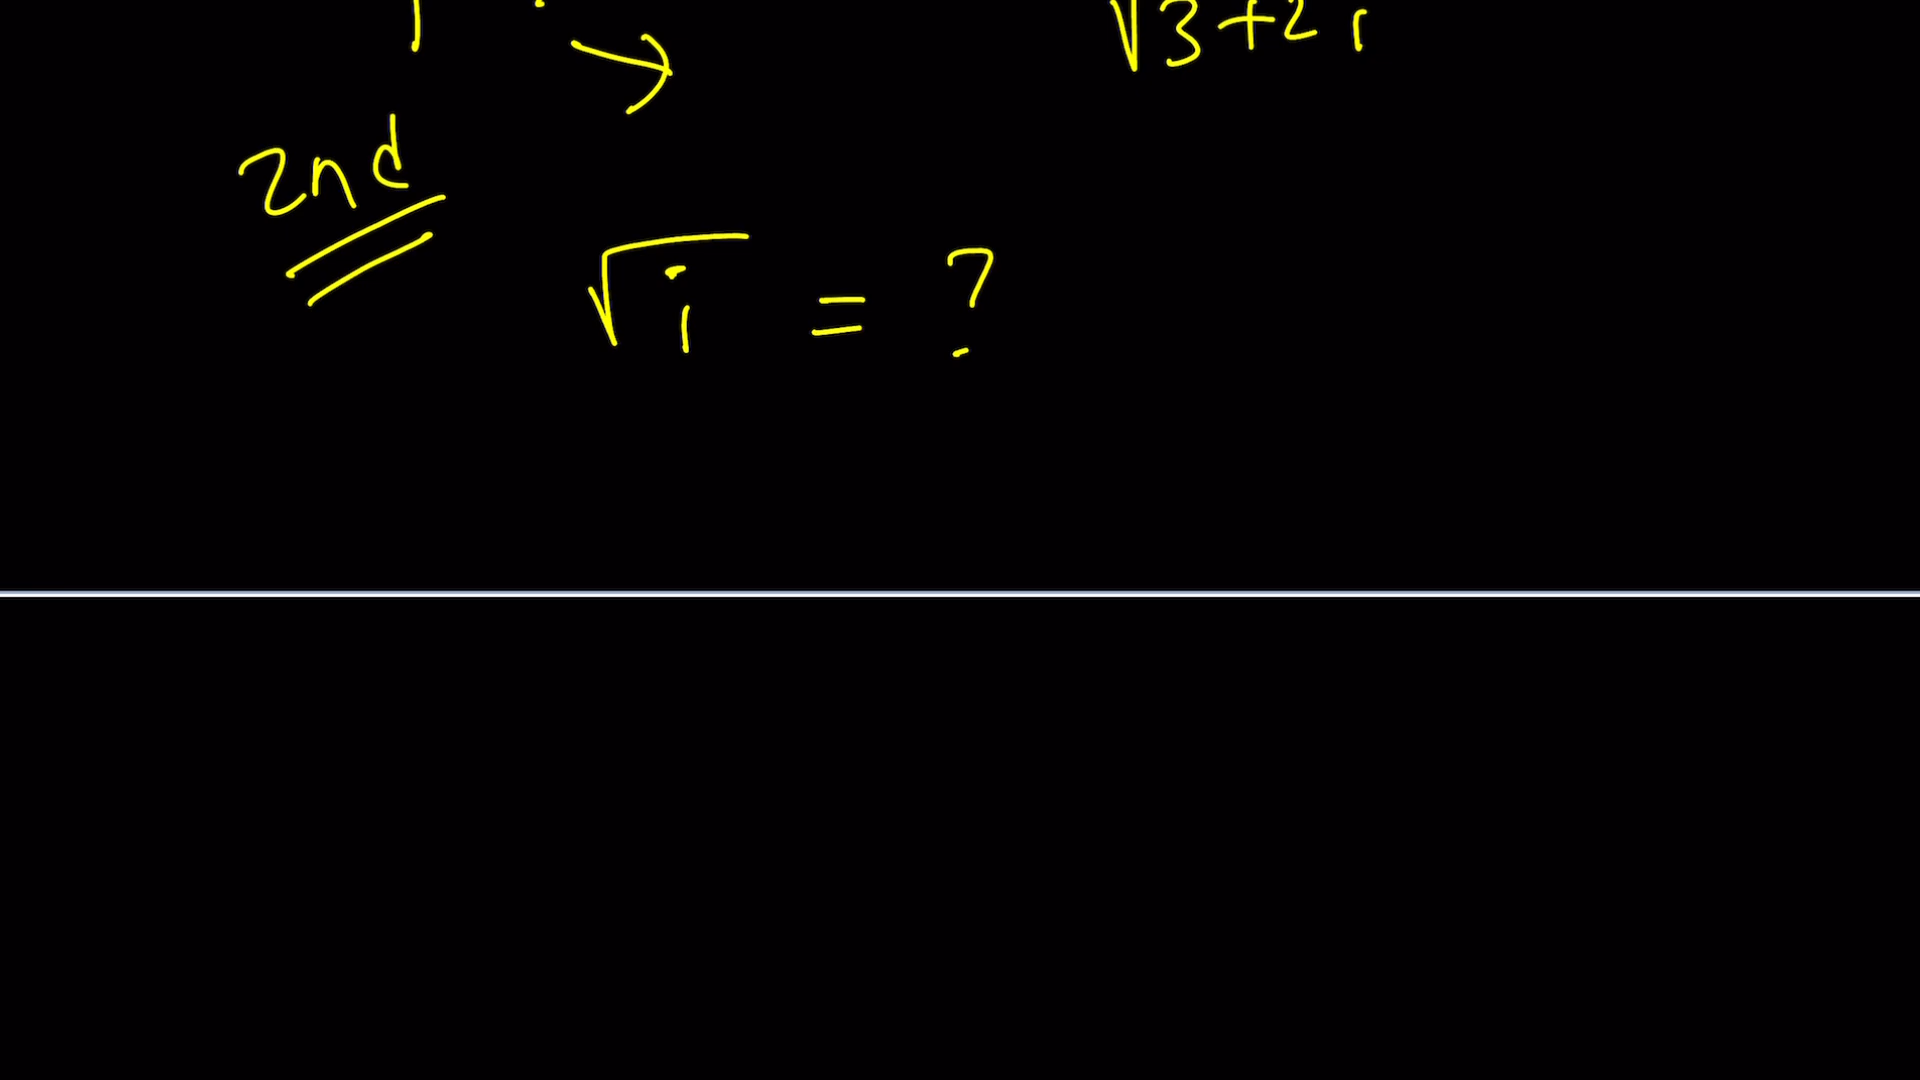 √3+2i
2nd
√i = ?